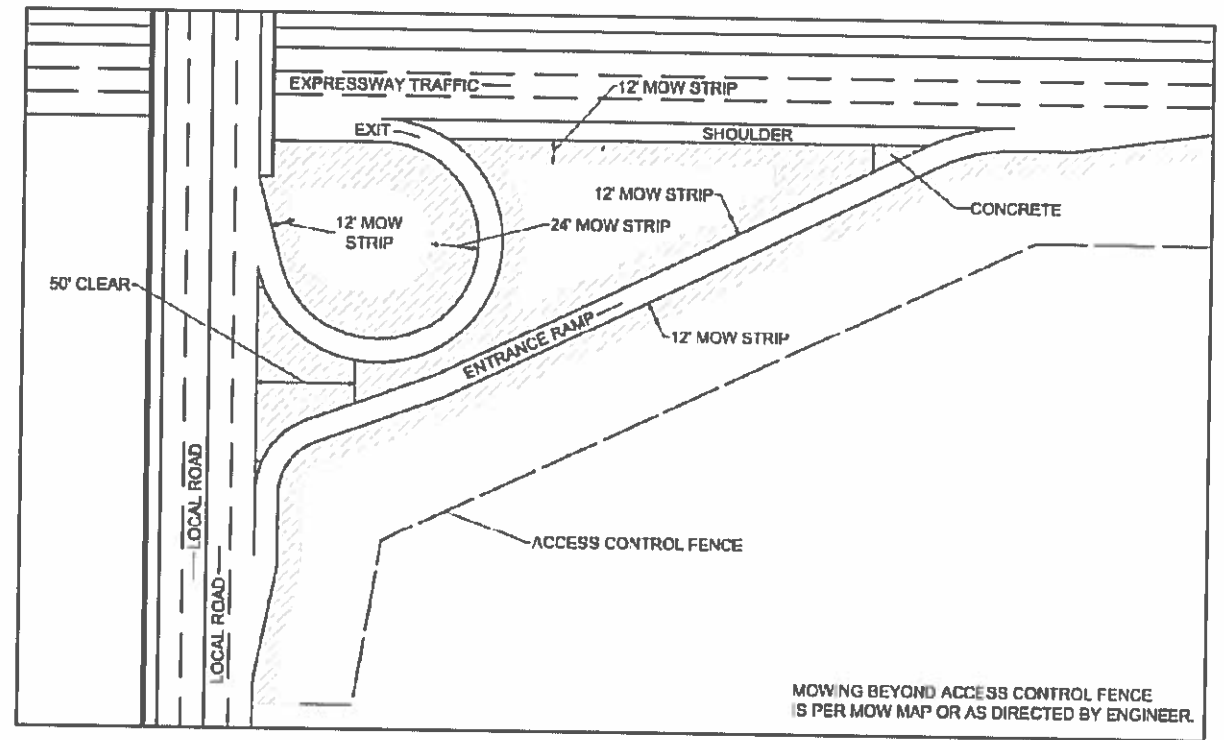 EXPRESSWAY TRAFFIC
12' MOW STRIP
EXIT
SHOULDER
12' MOW STRIP
CONCRETE
12' MOW
STRIP
24' MOW STRIP
50' CLEAR
ENTRANCE RAMP
12' MOW STRIP
LOCAL ROAD
LOCAL ROAD
ACCESS CONTROL FENCE
MOWING BEYOND ACCESS CONTROL FENCE
IS PER MOW MAP OR AS DIRECTED BY ENGINEER.